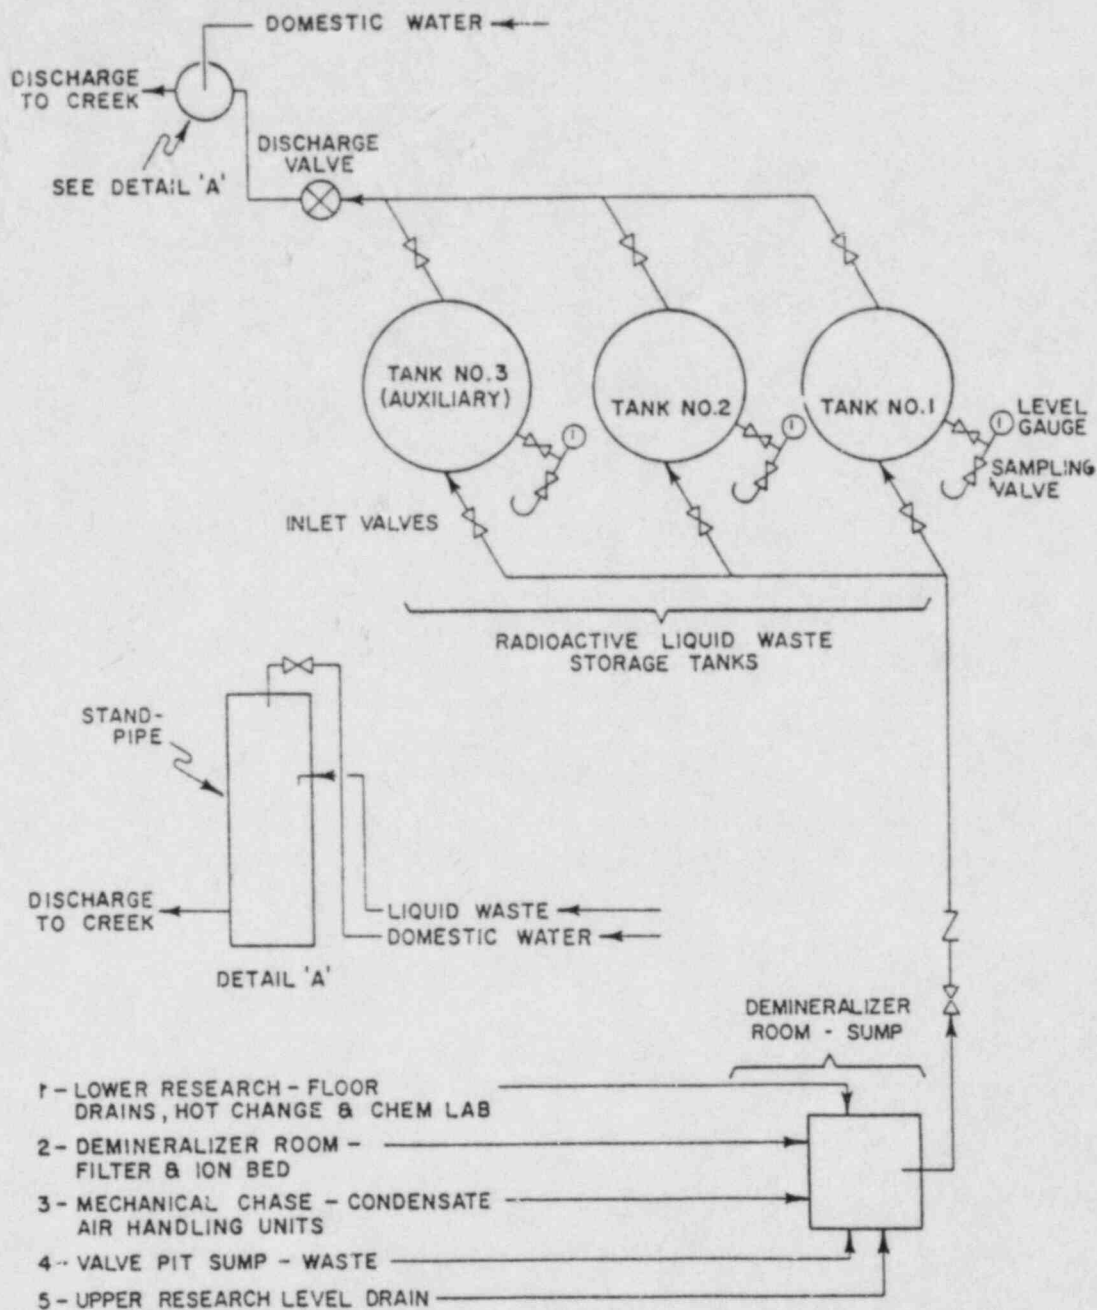 DOMESTIC WATER
DISCHARGE
TO CREEK
SEE DETAIL 'A'
DISCHARGE
VALVE
TANK NO.3
(AUXILIARY)
TANK NO.2
TANK NO.1
LEVEL
GAUGE
SAMPLING
VALVE
INLET VALVES
RADIOACTIVE LIQUID WASTE
STORAGE TANKS
STAND-
PIPE
DISCHARGE
TO CREEK
LIQUID WASTE
DOMESTIC WATER
DETAIL 'A'
DEMINERALIZER
ROOM - SUMP
1- LOWER RESEARCH - FLOOR
DRAINS, HOT CHANGE & CHEM LAB
2- DEMINERALIZER ROOM -
FILTER & ION BED
3- MECHANICAL CHASE - CONDENSATE
AIR HANDLING UNITS
4- VALVE PIT SUMP - WASTE
5- UPPER RESEARCH LEVEL DRAIN